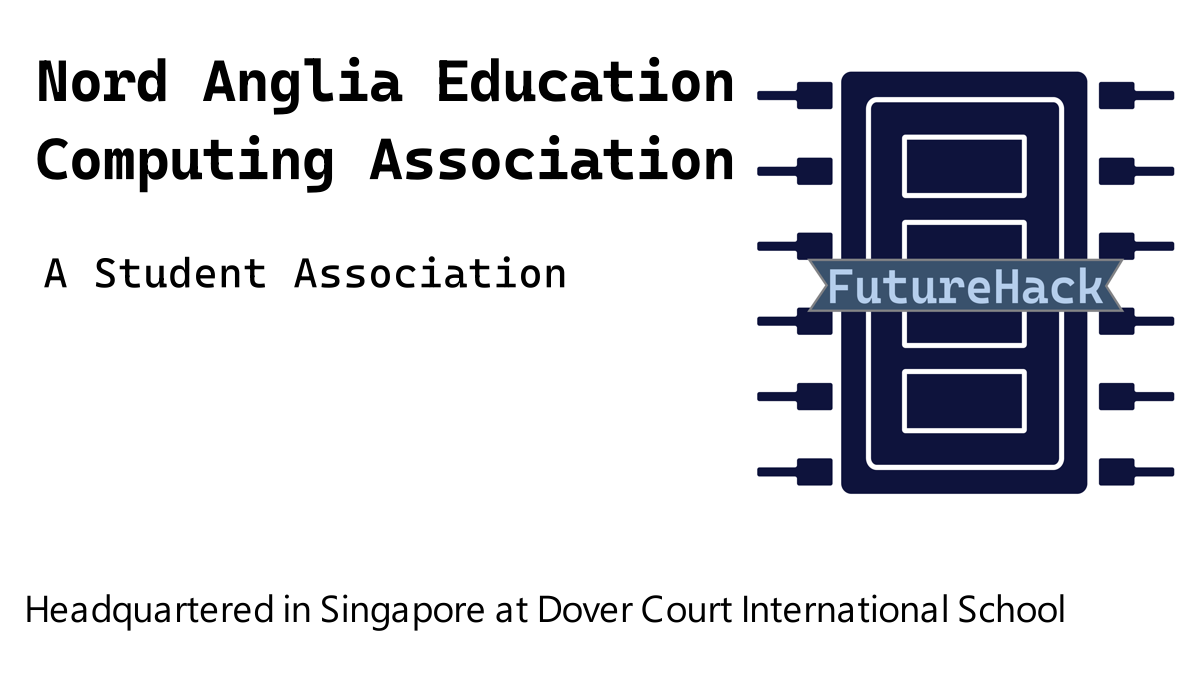 Nord Anglia Education
Computing Association
A Student Association
FutureHack
Headquartered in Singapore at Dover Court International School